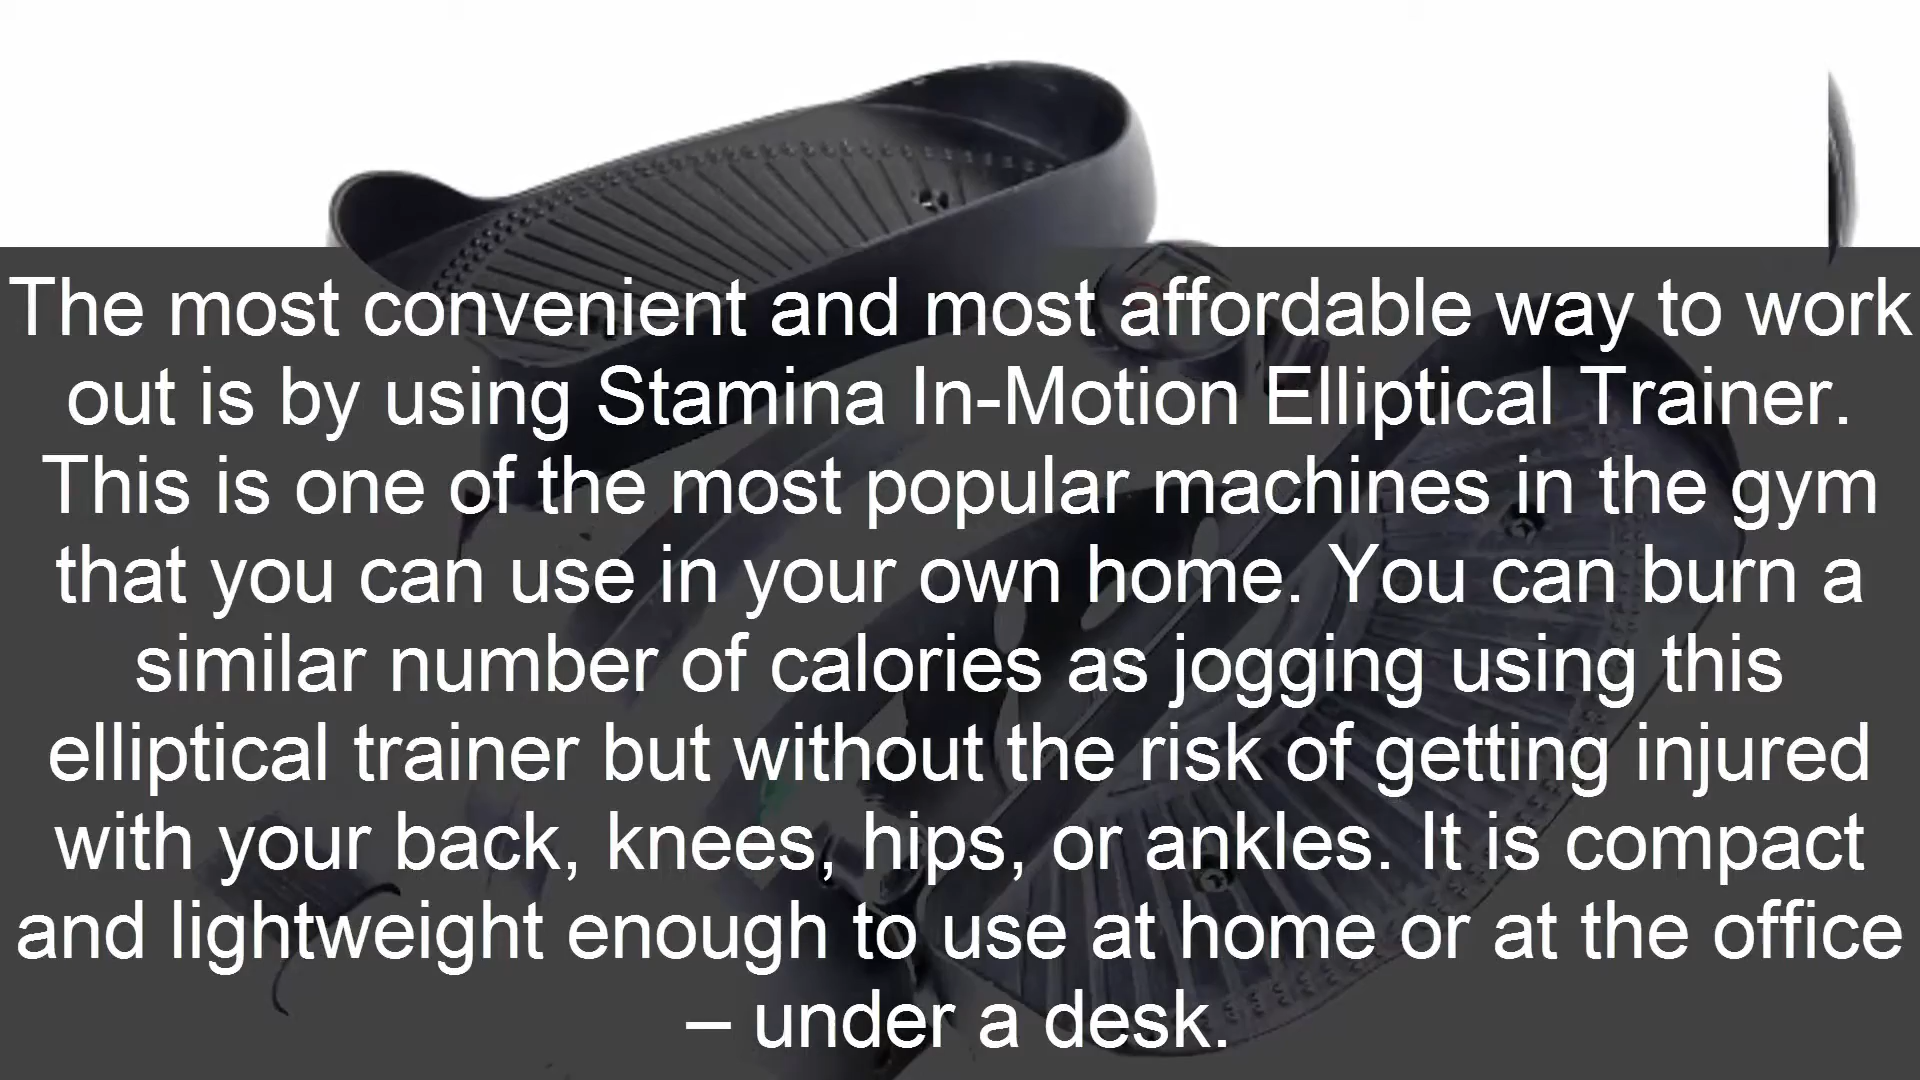 The most convenient and most affordable way to work
out is by using Stamina In-Motion Elliptical Trainer.
This is one of the most popular machines in the gym
that you can use in your own home. You can burn a
similar number of calories as jogging using this
elliptical trainer but without the risk of getting injured
with your back, knees, hips, or ankles. It is compact
and lightweight enough to use at home or at the office
– under a desk.